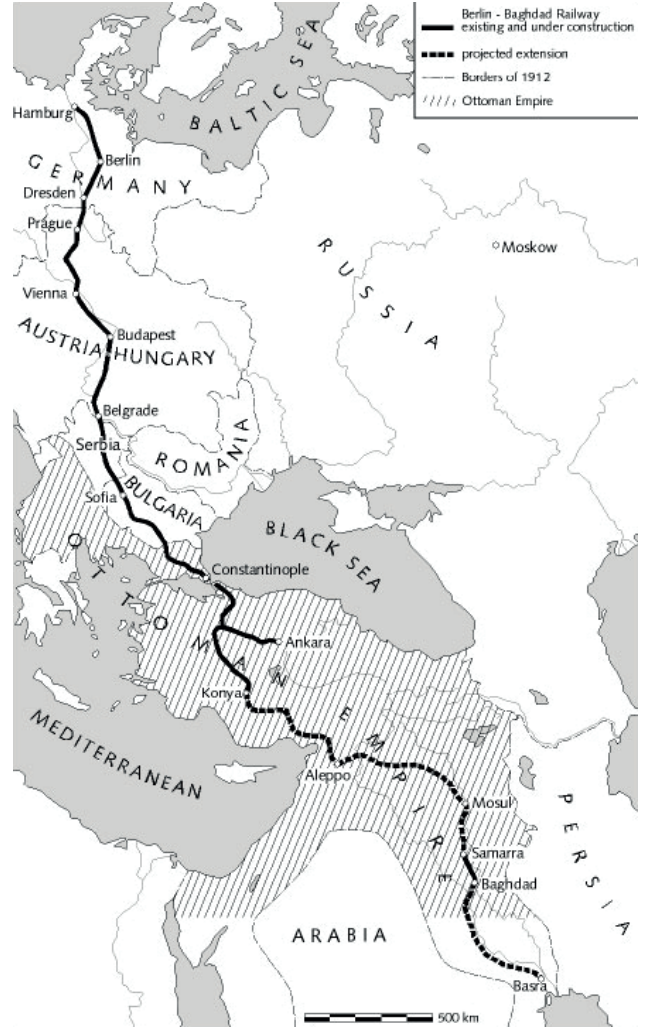 Berlin - Baghdad Railway
existing and under construction
projected extension
Borders of 1912
Ottoman Empire
BALTIC SEA
Hamburg
Berlin
GERMANY
Dresden
Prague
RUSSIA
Moskow
Vienna
Budapest
AUSTRIA HUNGARY
Belgrade
Serbia
ROMANIA
Sofia
BULGARIA
BLACK SEA
Constantinople
OTTOMAN EMPIRE
Ankara
Konya
MEDITERRANEAN
Aleppo
Mosul
PERSIA
Samarra
Baghdad
ARABIA
Basra
500 km